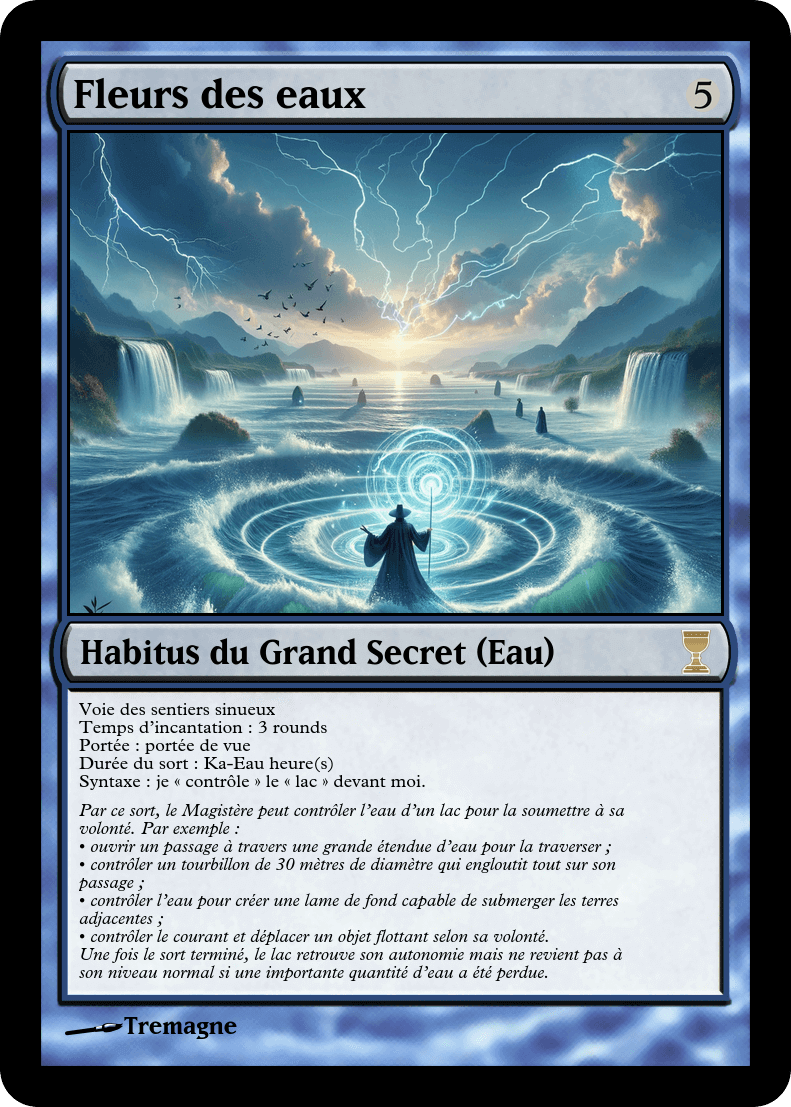 Fleurs des eaux
5
Habitus du Grand Secret (Eau)
Voie des sentiers sinueux
Temps d'incantation : 3 rounds
Portée : portée de vue
Durée du sort : Ka-Eau heure(s)
Syntaxe : je « contrôle » le « lac » devant moi.
Par ce sort, le Magistère peut contrôler l'eau d'un lac pour la soumettre à sa
volonté. Par exemple :
• ouvrir un passage à travers une grande étendue d'eau pour la traverser ;
• contrôler un tourbillon de 30 mètres de diamètre qui engloutit tout sur son
passage ;
• contrôler l'eau pour créer une lame de fond capable de submerger les terres
adjacentes ;
• contrôler le courant et déplacer un objet flottant selon sa volonté.
Une fois le sort terminé, le lac retrouve son autonomie mais ne revient pas à
son niveau normal si une importante quantité d'eau a été perdue.
Tremagne